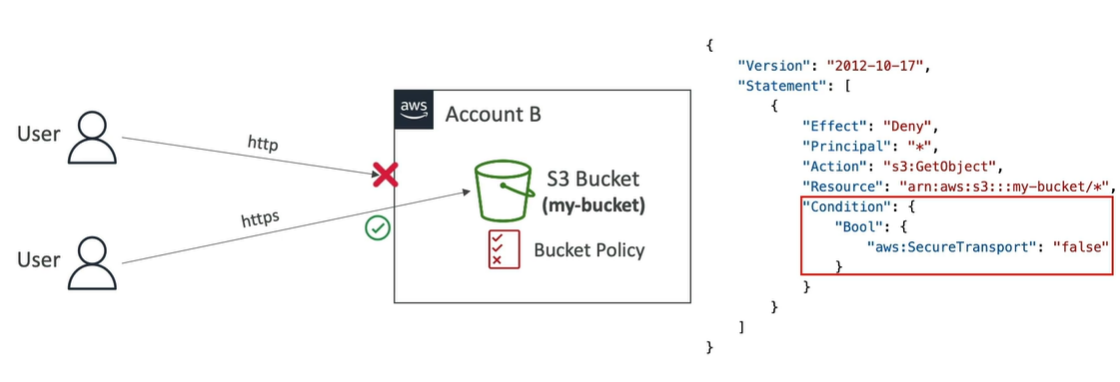 User
http
User
https
aws
Account B
S3 Bucket
(my-bucket)
Bucket Policy
{
    "Version": "2012-10-17",
    "Statement": [
        {
            "Effect": "Deny",
            "Principal": "*",
            "Action": "s3:GetObject",
            "Resource": "arn:aws:s3:::my-bucket/*",
            "Condition": {
                "Bool": {
                    "aws:SecureTransport": "false"
                }
            }
        }
    ]
}